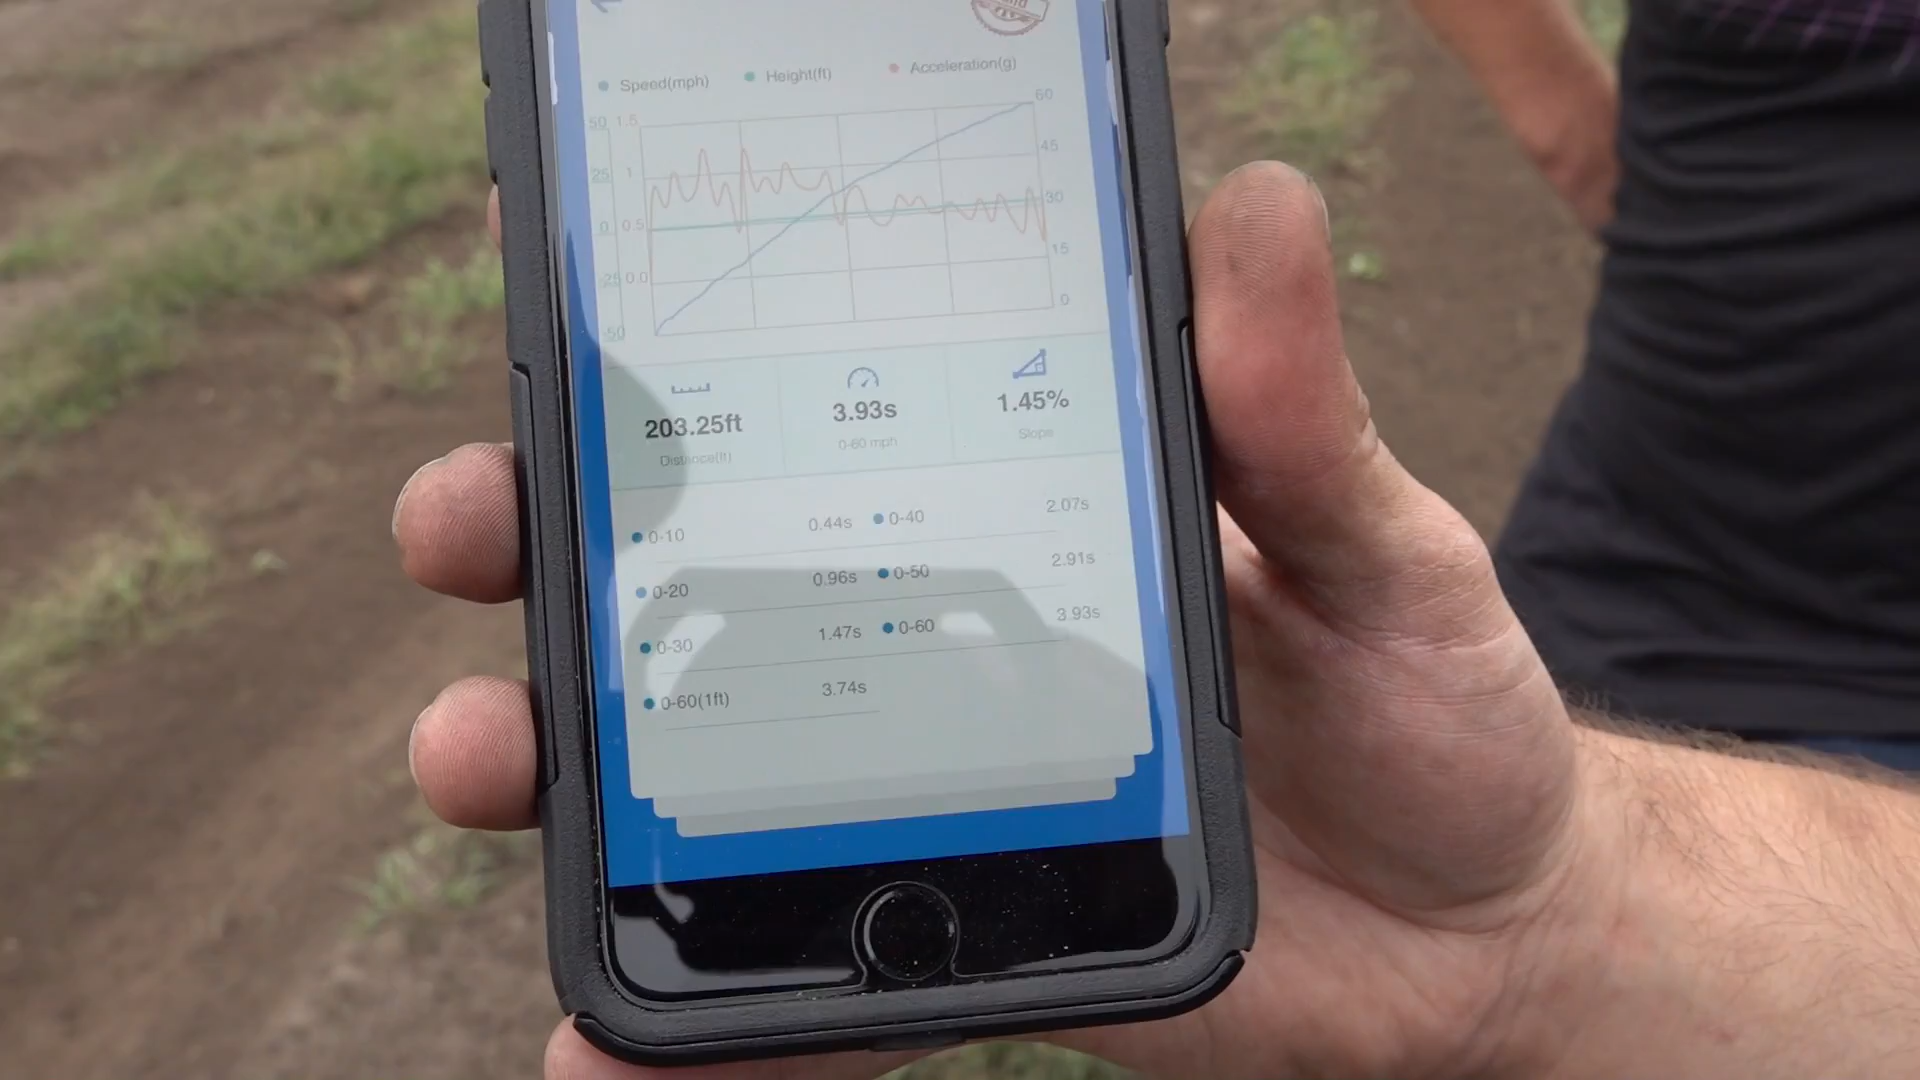 Speed(mph) Height(ft) Acceleration(g)
50 1.5 60
25 1 45
0 0.5 30
-25 0.0 15
-50 0
203.25ft 3.93s 1.45%
Distance(ft) 0-60 mph Slope
0-10 0.44s 0-40 2.07s
0-20 0.96s 0-50 2.91s
0-30 1.47s 0-60 3.93s
0-60(1ft) 3.74s